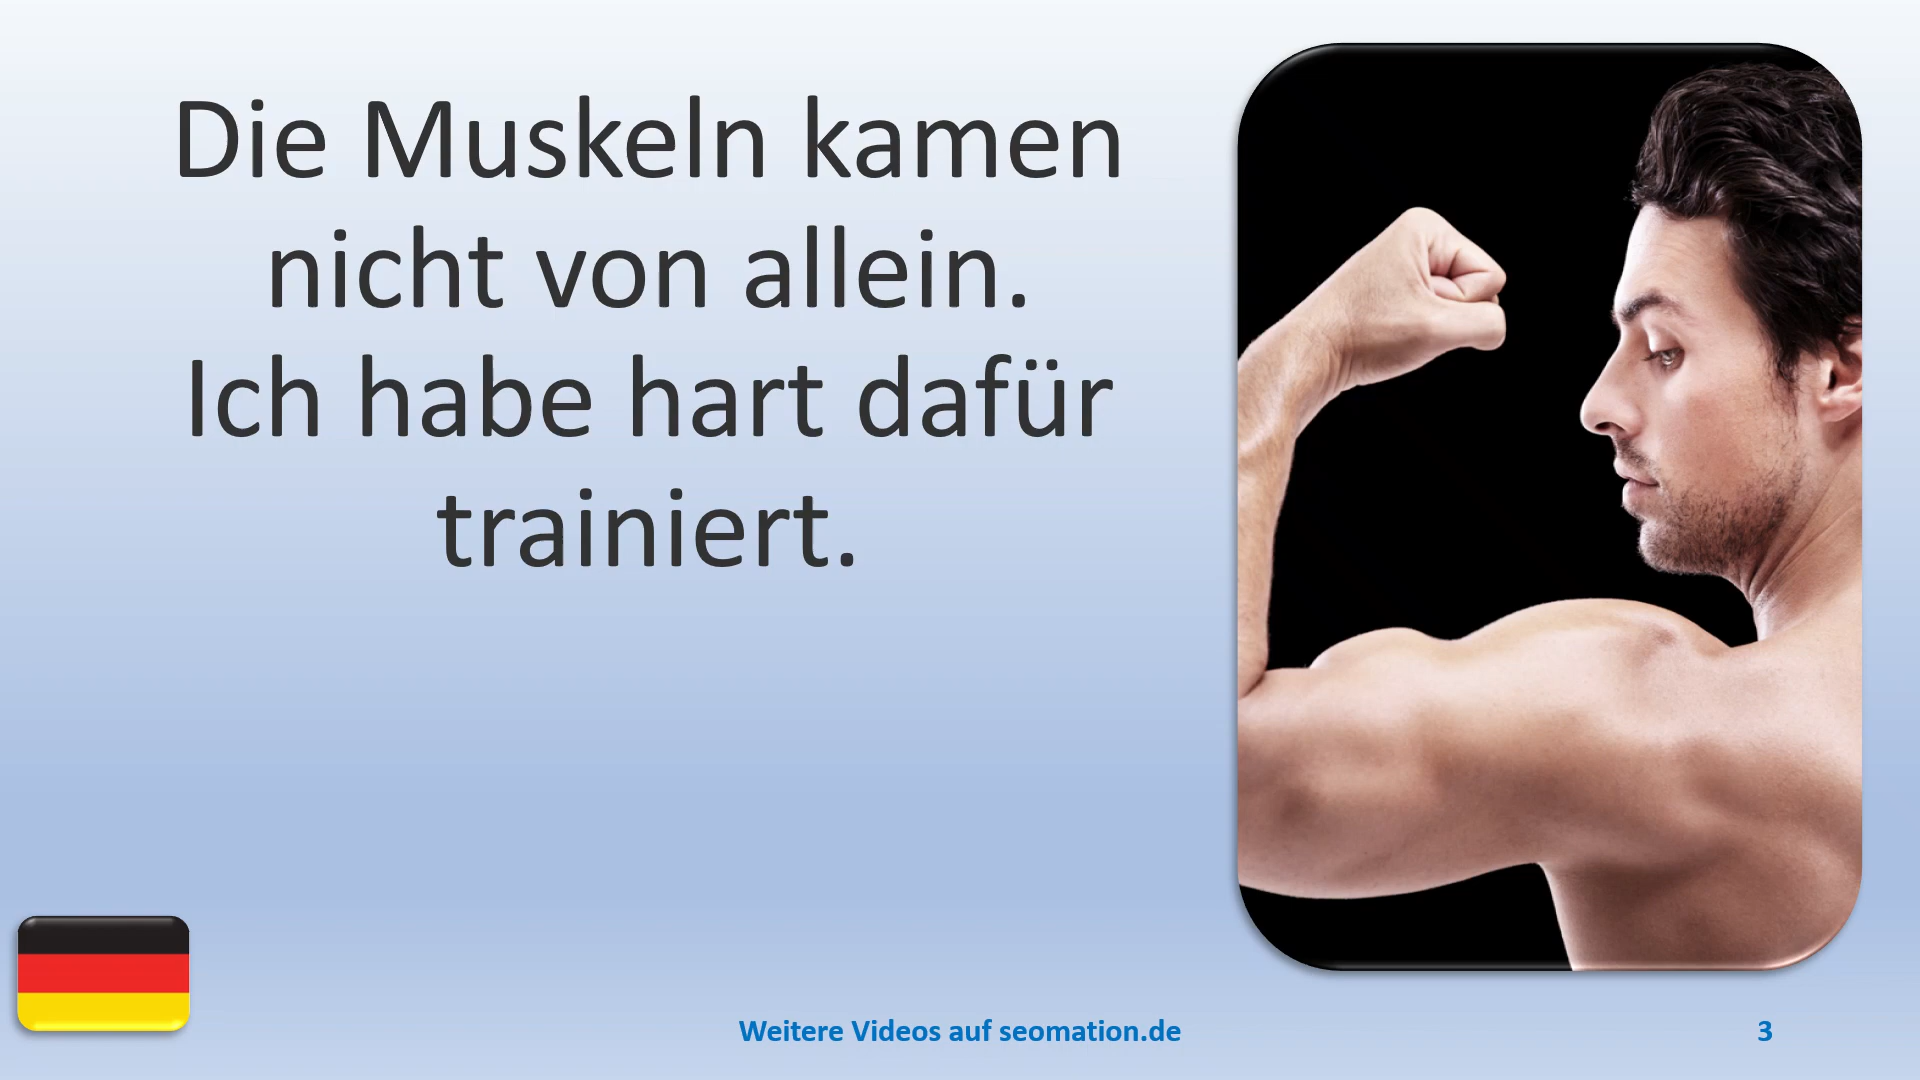 Die Muskeln kamen
nicht von allein.
Ich habe hart dafür
trainiert.
Weitere Videos auf seomation.de
3